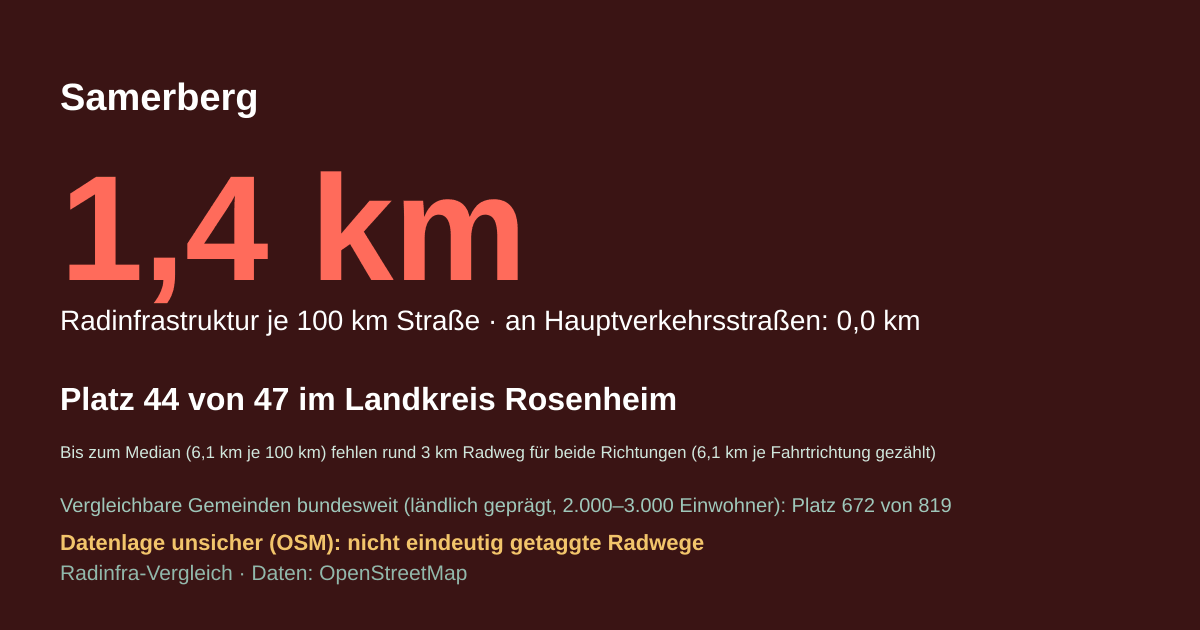 Samerberg
1,4 km
Radinfrastruktur je 100 km Straße · an Hauptverkehrsstraßen: 0,0 km
Platz 44 von 47 im Landkreis Rosenheim
Bis zum Median (6,1 km je 100 km) fehlen rund 3 km Radweg für beide Richtungen (6,1 km je Fahrtrichtung gezählt)
Vergleichbare Gemeinden bundesweit (ländlich geprägt, 2.000–3.000 Einwohner): Platz 672 von 819
Datenlage unsicher (OSM): nicht eindeutig getaggte Radwege
Radinfra-Vergleich · Daten: OpenStreetMap